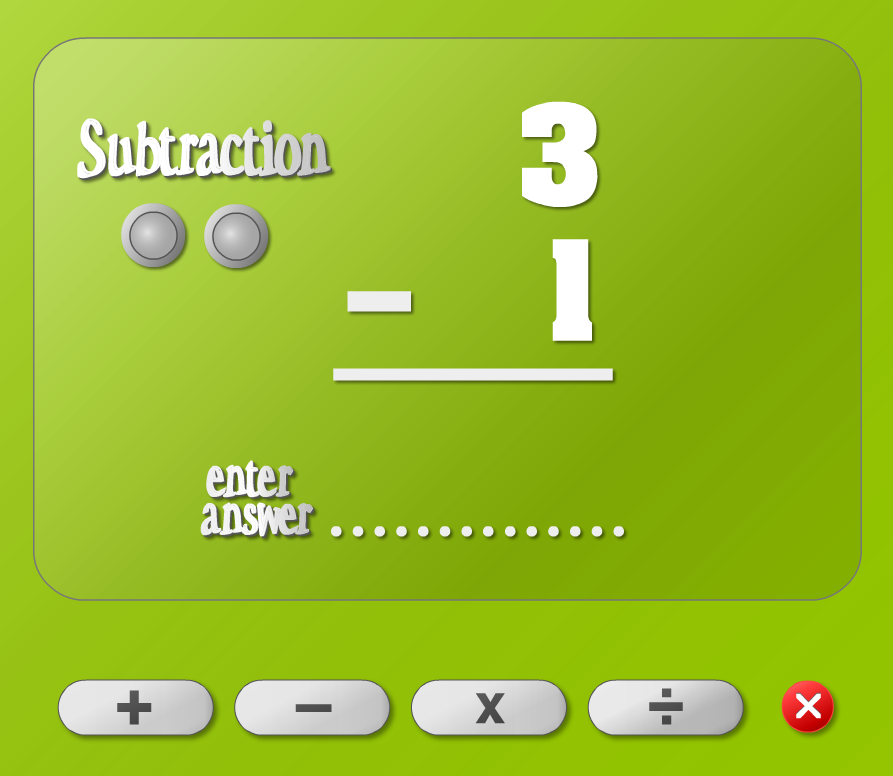 Subtraction
3
- 1
enter
answer .............. 
+ - x ÷ ×